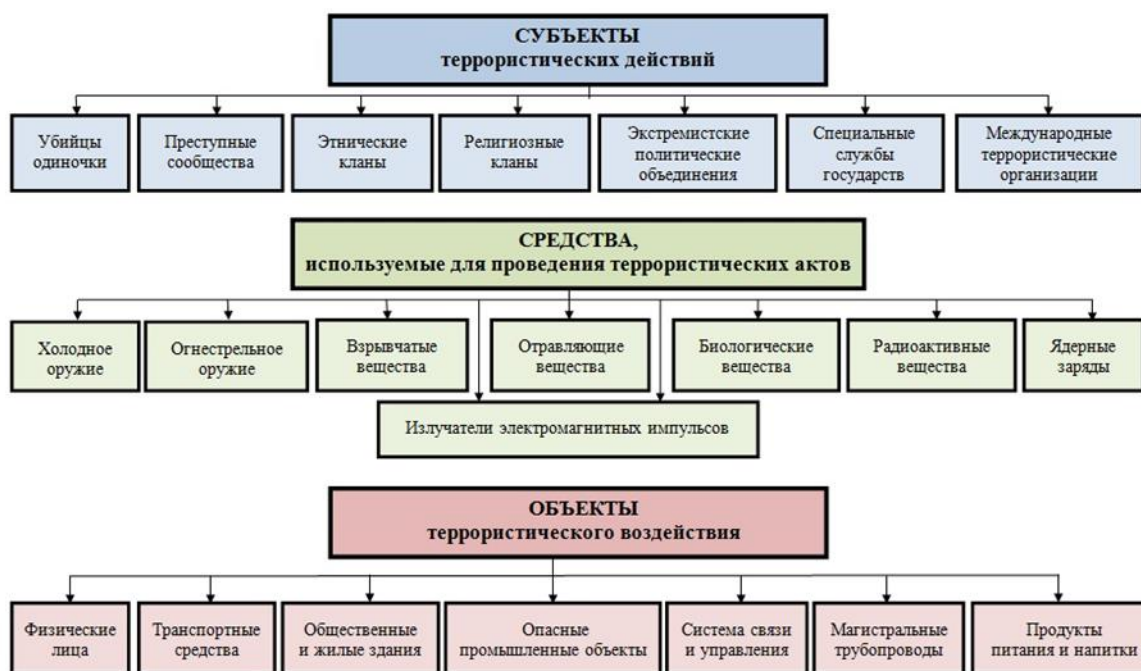 СУБЪЕКТЫ
террористических действий
Убийцы
одиночки
Преступные
сообщества
Этнические
кланы
Религиозные
кланы
Экстремистские
политические
объединения
Специальные
службы
государств
Международные
террористические
организации
СРЕДСТВА,
используемые для проведения террористических актов
Холодное
оружие
Огнестрельное
оружие
Взрывчатые
вещества
Отравляющие
вещества
Биологические
вещества
Радиоактивные
вещества
Ядерные
заряды
Излучатели электромагнитных импульсов
ОБЪЕКТЫ
террористического воздействия
Физические
лица
Транспортные
средства
Общественные
и жилые здания
Опасные
промышленные объекты
Система связи
и управления
Магистральные
трубопроводы
Продукты
питания и напитки